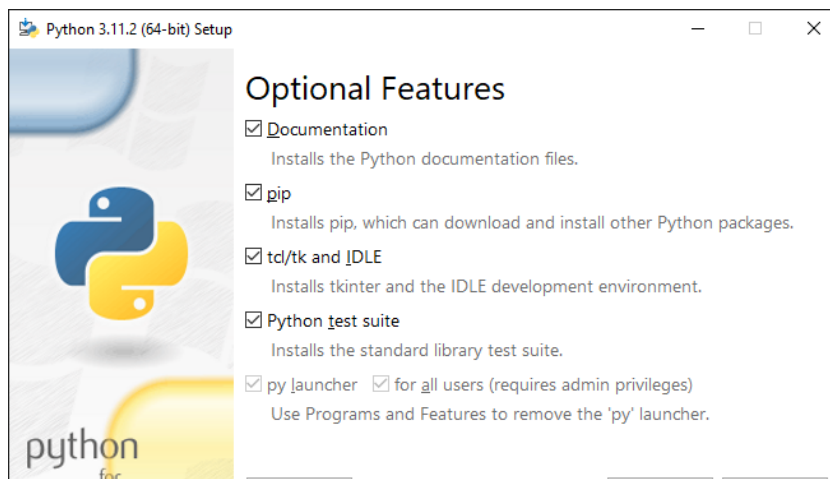 Python 3.11.2 (64-bit) Setup
Optional Features
Documentation
Installs the Python documentation files.
pip
Installs pip, which can download and install other Python packages.
tcl/tk and IDLE
Installs tkinter and the IDLE development environment.
Python test suite
Installs the standard library test suite.
py launcher for all users (requires admin privileges)
Use Programs and Features to remove the 'py' launcher.
python
for